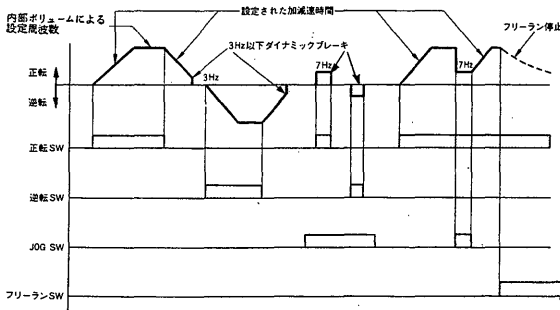 内部ボリュームによる
設定周波数
設定された加減速時間
フリーラン停止
3Hz以下ダイナミックブレーキ
正転
逆転
3Hz
7Hz
7Hz
正転SW
逆転SW
JOG SW
フリーランSW